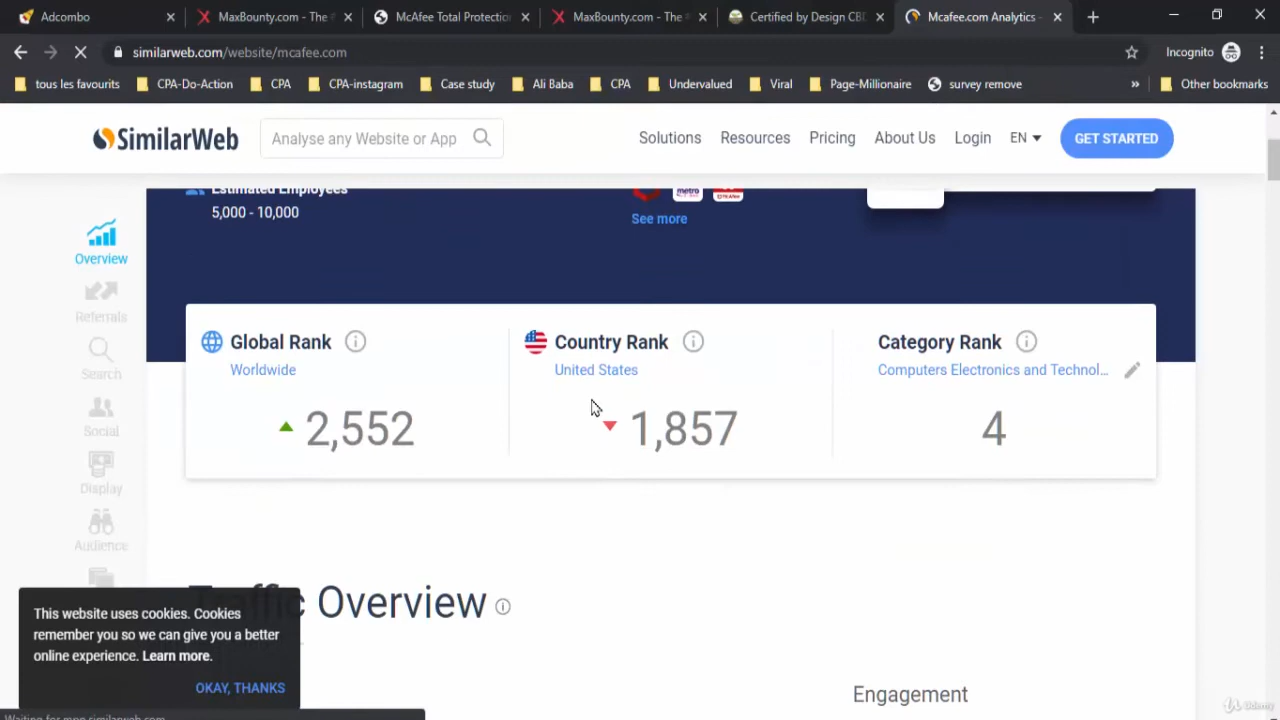 Adcombo
MaxBounty.com - The
McAfee Total Protection
MaxBounty.com - The
Certified by Design CBD
Mcafee.com Analytics -
similarweb.com/website/mcafee.com
Incognito
tous les favourits
CPA-Do-Action
CPA
CPA-instagram
Case study
Ali Baba
CPA
Undervalued
Viral
Page-Millionaire
survey remove
»
Other bookmarks
SimilarWeb
Analyse any Website or App
Solutions
Resources
Pricing
About Us
Login
EN
GET STARTED
Estimated Employees
5,000 - 10,000
metro
See more
Overview
Referrals
Search
Social
Display
Audience
Global Rank
Worldwide
2,552
Country Rank
United States
1,857
Category Rank
Computers Electronics and Technol...
4
Traffic Overview
This website uses cookies. Cookies
remember you so we can give you a better
online experience. Learn more.
OKAY, THANKS
Engagement
Udemy